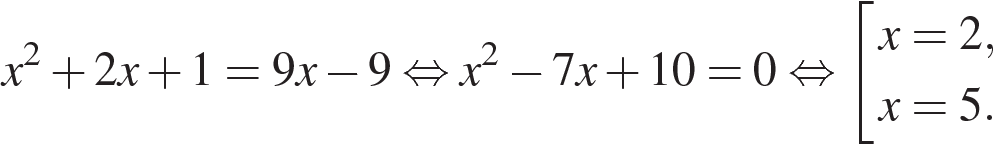 x² + 2x + 1 = 9x − 9 ⇔ x² − 7x + 10 = 0 ⇔ [ x = 2,
x = 5.